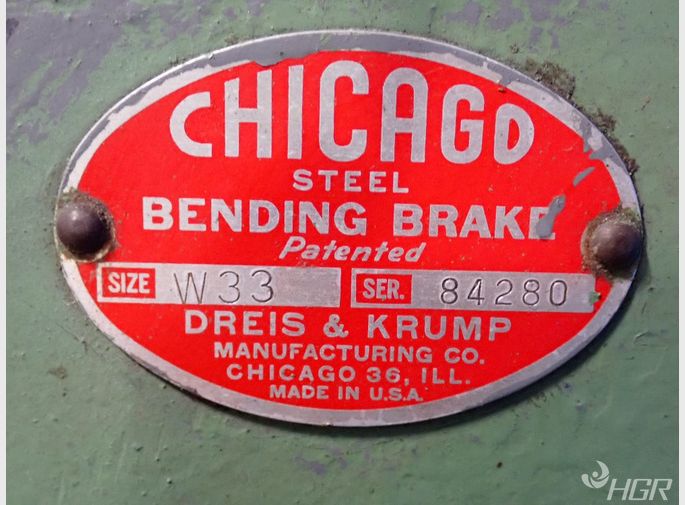 CHICAGO
STEEL
BENDING BRAKE
Patented
SIZE W33 SER. 84280
DREIS & KRUMP
MANUFACTURING CO.
CHICAGO 36, ILL.
MADE IN U.S.A.
HGR